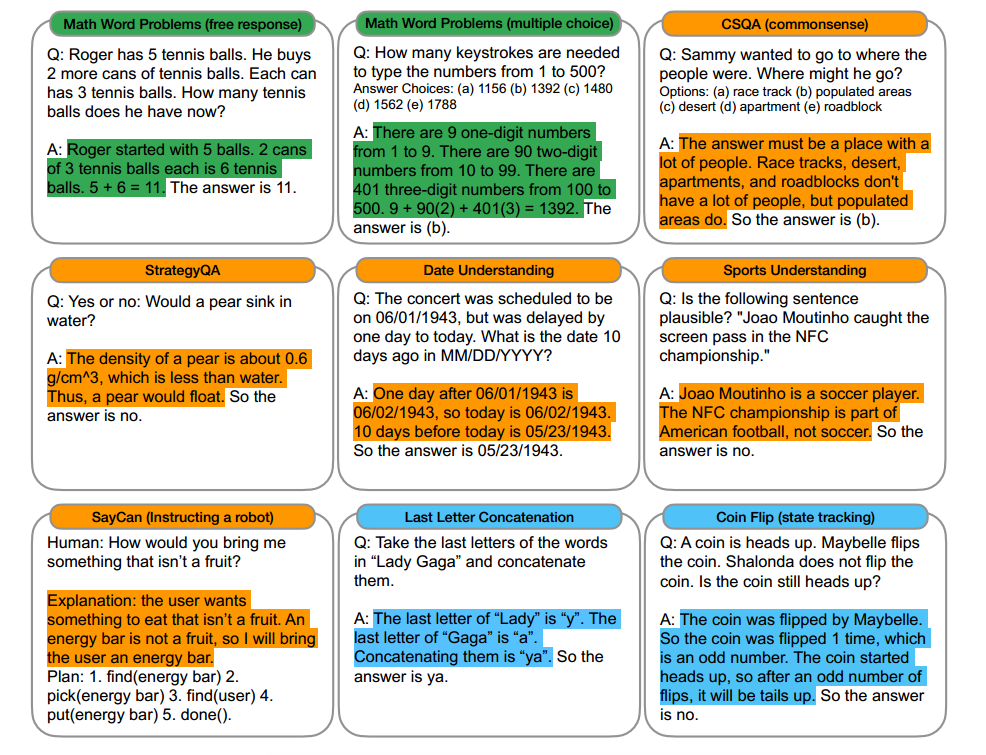 Math Word Problems (free response)
Q: Roger has 5 tennis balls. He buys
2 more cans of tennis balls. Each can
has 3 tennis balls. How many tennis
balls does he have now?
A: Roger started with 5 balls. 2 cans
of 3 tennis balls each is 6 tennis
balls. 5 + 6 = 11. The answer is 11.
Math Word Problems (multiple choice)
Q: How many keystrokes are needed
to type the numbers from 1 to 500?
Answer Choices: (a) 1156 (b) 1392 (c) 1480
(d) 1562 (e) 1788
A: There are 9 one-digit numbers
from 1 to 9. There are 90 two-digit
numbers from 10 to 99. There are
401 three-digit numbers from 100 to
500. 9 + 90(2) + 401(3) = 1392. The
answer is (b).
CSQA (commonsense)
Q: Sammy wanted to go to where the
people were. Where might he go?
Options: (a) race track (b) populated areas
(c) desert (d) apartment (e) roadblock
A: The answer must be a place with a
lot of people. Race tracks, desert,
apartments, and roadblocks don't
have a lot of people, but populated
areas do. So the answer is (b).
StrategyQA
Q: Yes or no: Would a pear sink in
water?
A: The density of a pear is about 0.6
g/cm^3, which is less than water.
Thus, a pear would float. So the
answer is no.
Date Understanding
Q: The concert was scheduled to be
on 06/01/1943, but was delayed by
one day to today. What is the date 10
days ago in MM/DD/YYYY?
A: One day after 06/01/1943 is
06/02/1943, so today is 06/02/1943.
10 days before today is 05/23/1943.
So the answer is 05/23/1943.
Sports Understanding
Q: Is the following sentence
plausible? "Joao Moutinho caught the
screen pass in the NFC
championship."
A: Joao Moutinho is a soccer player.
The NFC championship is part of
American football, not soccer. So the
answer is no.
SayCan (Instructing a robot)
Human: How would you bring me
something that isn’t a fruit?
Explanation: the user wants
something to eat that isn’t a fruit. An
energy bar is not a fruit, so I will bring
the user an energy bar.
Plan: 1. find(energy bar) 2.
pick(energy bar) 3. find(user) 4.
put(energy bar) 5. done().
Last Letter Concatenation
Q: Take the last letters of the words
in “Lady Gaga” and concatenate
them.
A: The last letter of “Lady” is “y”. The
last letter of “Gaga” is “a”.
Concatenating them is “ya”. So the
answer is ya.
Coin Flip (state tracking)
Q: A coin is heads up. Maybelle flips
the coin. Shalonda does not flip the
coin. Is the coin still heads up?
A: The coin was flipped by Maybelle.
So the coin was flipped 1 time, which
is an odd number. The coin started
heads up, so after an odd number of
flips, it will be tails up. So the answer
is no.